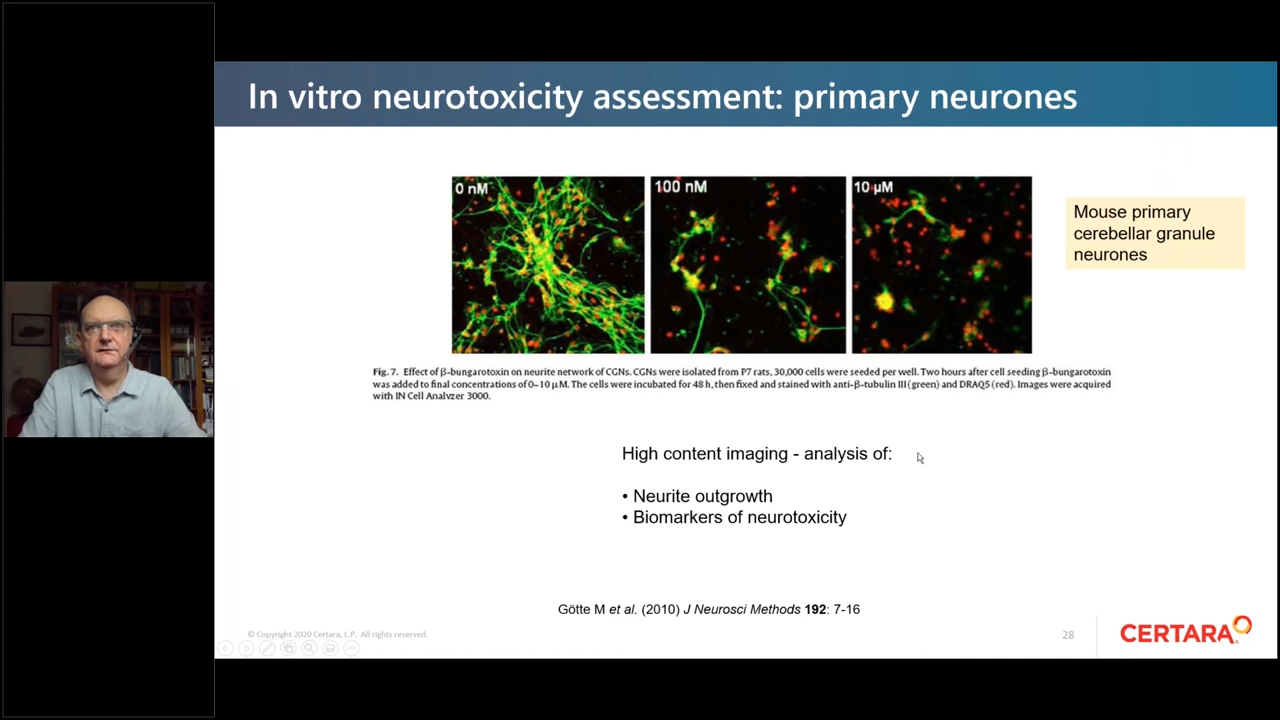 In vitro neurotoxicity assessment: primary neurones
0 nM
100 nM
10 µM
Mouse primary
cerebellar granule
neurones
Fig. 7. Effect of β-bungarotoxin on neurite network of CGNs. CGNs were isolated from P7 rats, 30,000 cells were seeded per well. Two hours after cell seeding β-bungarotoxin
was added to final concentrations of 0–10 µM. The cells were incubated for 48 h, then fixed and stained with anti-β-tubulin III (green) and DRAQ5 (red). Images were acquired
with IN Cell Analyzer 3000.
High content imaging - analysis of:
• Neurite outgrowth
• Biomarkers of neurotoxicity
Götte M et al. (2010) J Neurosci Methods 192: 7-16
© Copyright 2020 Certara, L.P. All rights reserved.
28
CERTARA